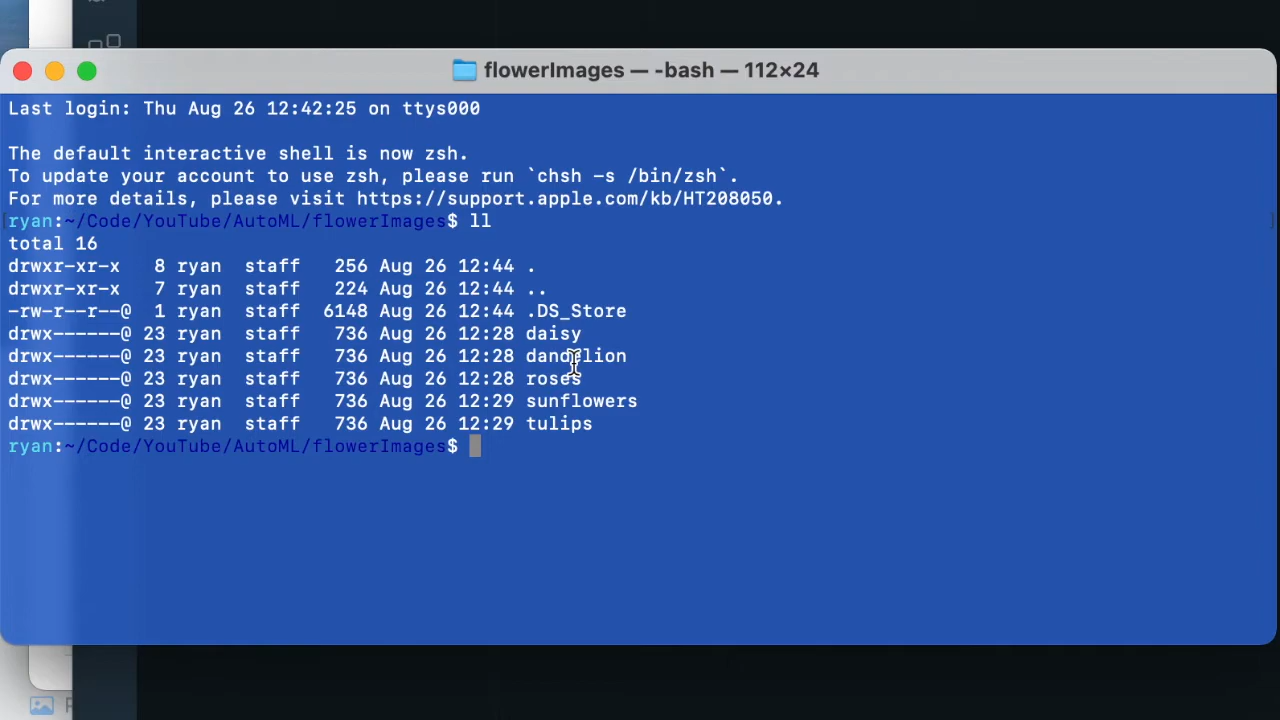 flowerImages — -bash — 112×24
Last login: Thu Aug 26 12:42:25 on ttys000
The default interactive shell is now zsh.
To update your account to use zsh, please run `chsh -s /bin/zsh`.
For more details, please visit https://support.apple.com/kb/HT208050.
ryan:~/Code/YouTube/AutoML/flowerImages$ ll
total 16
drwxr-xr-x   8 ryan  staff   256 Aug 26 12:44 .
drwxr-xr-x   7 ryan  staff   224 Aug 26 12:44 ..
-rw-r--r--@  1 ryan  staff  6148 Aug 26 12:44 .DS_Store
drwx------@ 23 ryan  staff   736 Aug 26 12:28 daisy
drwx------@ 23 ryan  staff   736 Aug 26 12:28 dandelion
drwx------@ 23 ryan  staff   736 Aug 26 12:28 roses
drwx------@ 23 ryan  staff   736 Aug 26 12:29 sunflowers
drwx------@ 23 ryan  staff   736 Aug 26 12:29 tulips
ryan:~/Code/YouTube/AutoML/flowerImages$